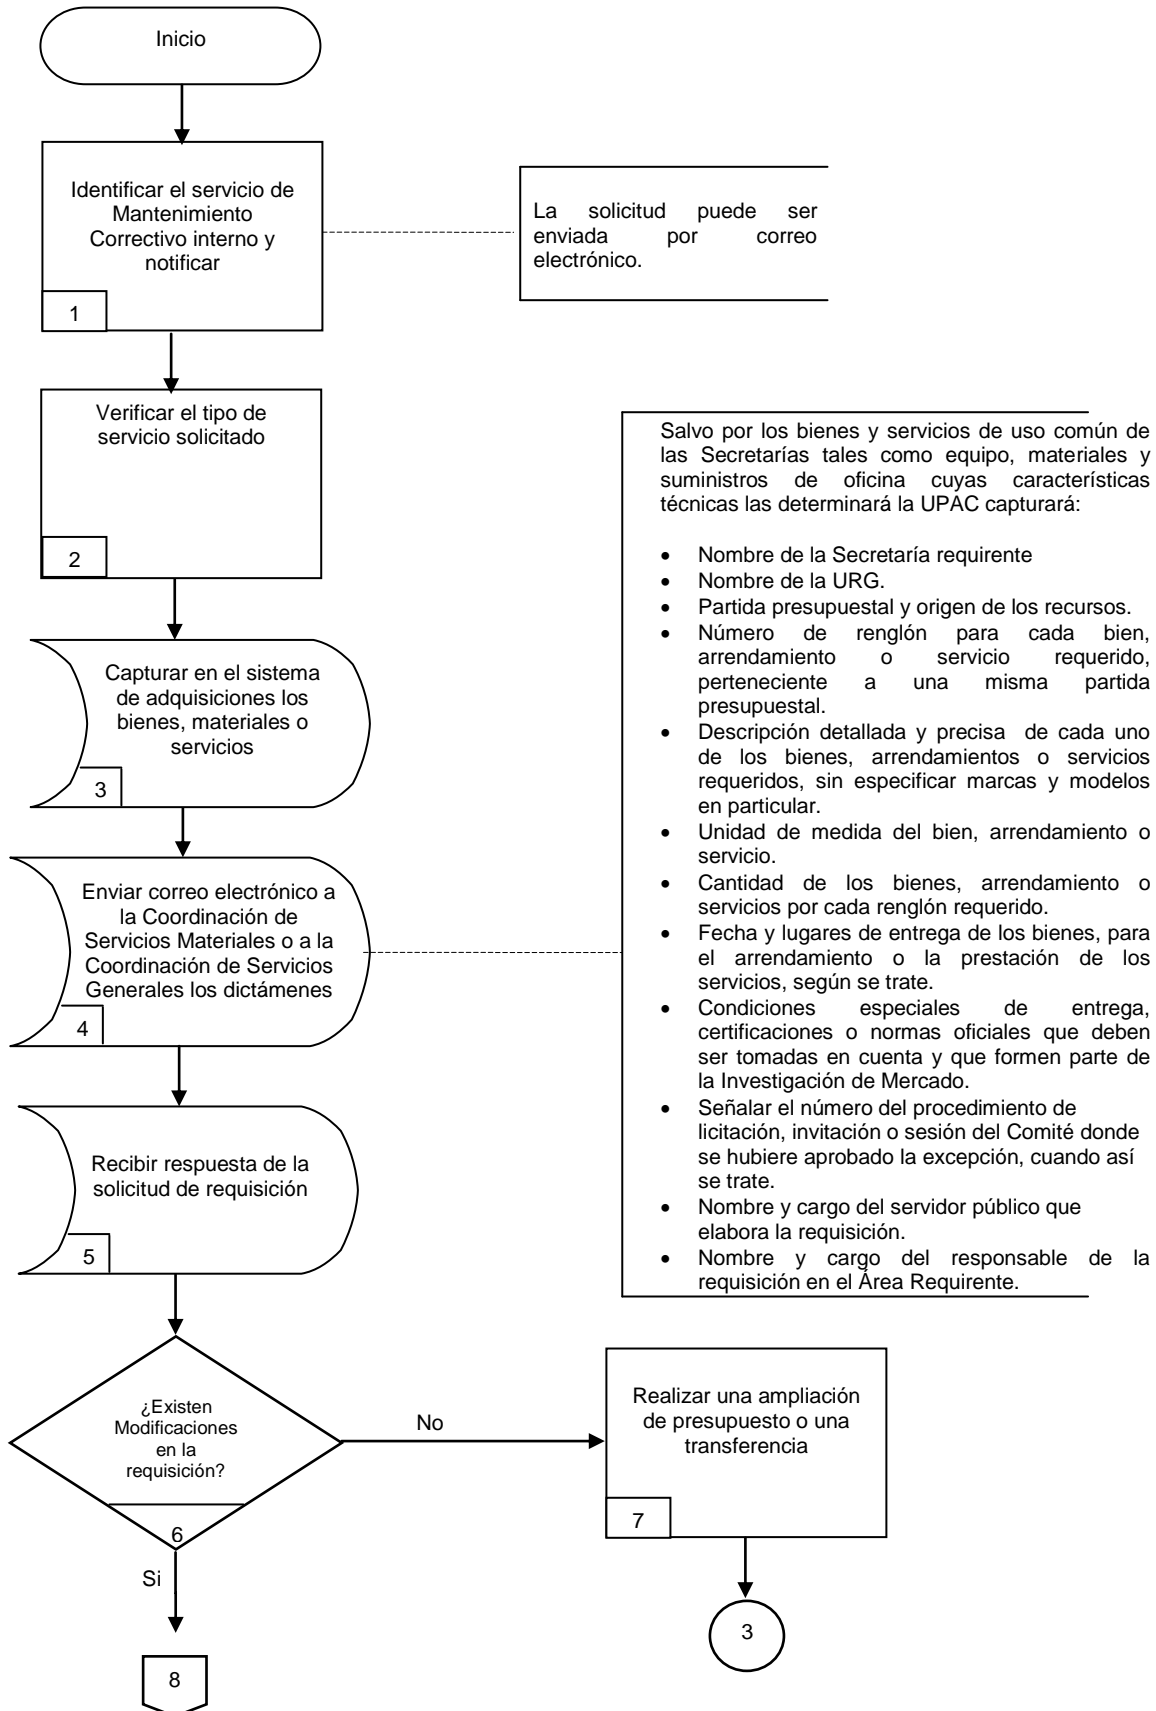 Inicio
Identificar el servicio de
Mantenimiento
Correctivo interno y
notificar
1
La solicitud puede ser
enviada por correo
electrónico.
Verificar el tipo de
servicio solicitado
2
Capturar en el sistema
de adquisiciones los
bienes, materiales o
servicios
3
Enviar correo electrónico a
la Coordinación de
Servicios Materiales o a la
Coordinación de Servicios
Generales los dictámenes
4
Salvo por los bienes y servicios de uso común de
las Secretarías tales como equipo, materiales y
suministros de oficina cuyas características
técnicas las determinará la UPAC capturará:
• Nombre de la Secretaría requirente
• Nombre de la URG.
• Partida presupuestal y origen de los recursos.
• Número de renglón para cada bien,
arrendamiento o servicio requerido,
perteneciente a una misma partida
presupuestal.
• Descripción detallada y precisa de cada uno
de los bienes, arrendamientos o servicios
requeridos, sin especificar marcas y modelos
en particular.
• Unidad de medida del bien, arrendamiento o
servicio.
• Cantidad de los bienes, arrendamiento o
servicios por cada renglón requerido.
• Fecha y lugares de entrega de los bienes, para
el arrendamiento o la prestación de los
servicios, según se trate.
• Condiciones especiales de entrega,
certificaciones o normas oficiales que deben
ser tomadas en cuenta y que formen parte de
la Investigación de Mercado.
• Señalar el número del procedimiento de
licitación, invitación o sesión del Comité donde
se hubiere aprobado la excepción, cuando así
se trate.
• Nombre y cargo del servidor público que
elabora la requisición.
• Nombre y cargo del responsable de la
requisición en el Área Requirente.
Recibir respuesta de la
solicitud de requisición
5
¿Existen
Modificaciones
en la
requisición?
6
No
Realizar una ampliación
de presupuesto o una
transferencia
7
3
Si
8